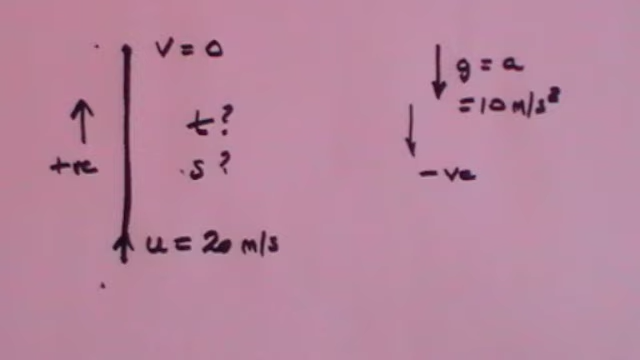 v = 0
t?
s?
+ve
u = 20 m/s
g = a
= 10 m/s²
- ve